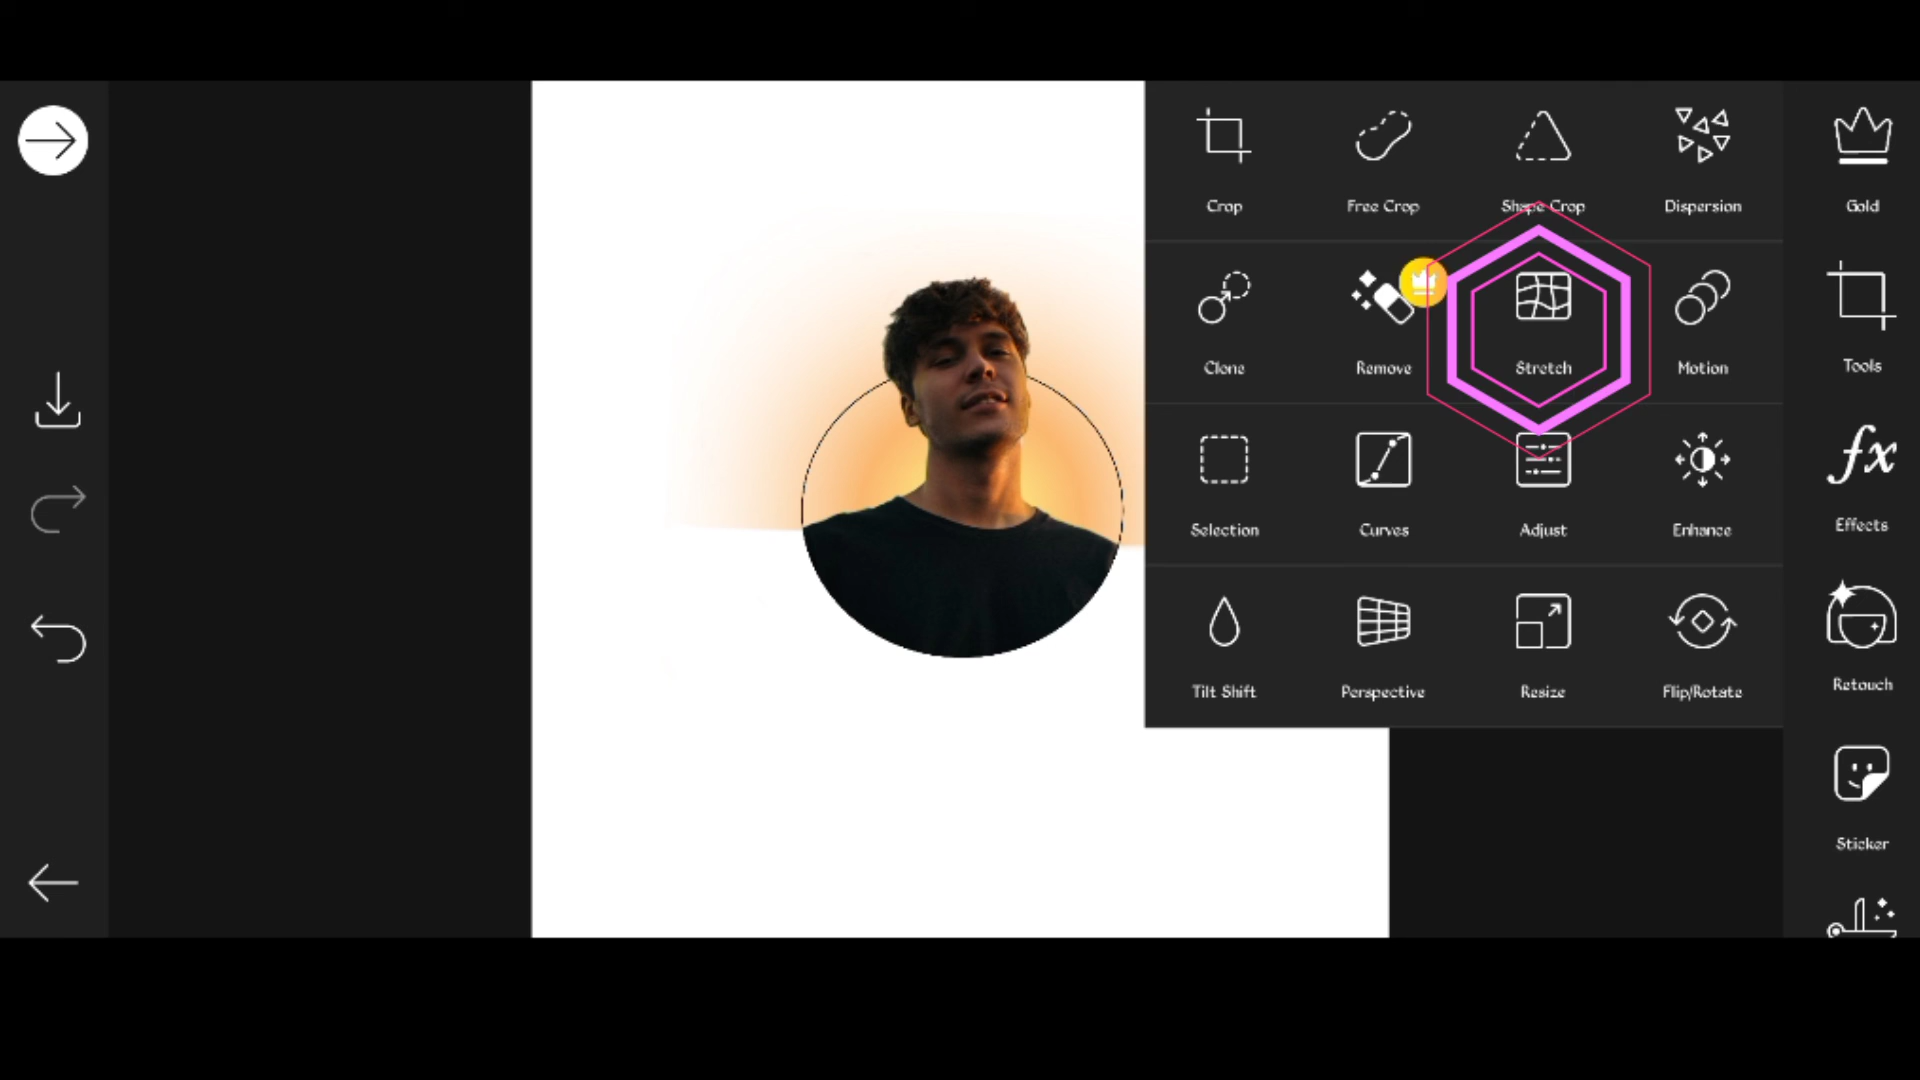 Crop Free Crop Shape Crop Dispersion Gold
Clone Remove Stretch Motion Tools
Selection Curves Adjust Enhance Effects
Tilt Shift Perspective Resize Flip/Rotate Retouch
Sticker